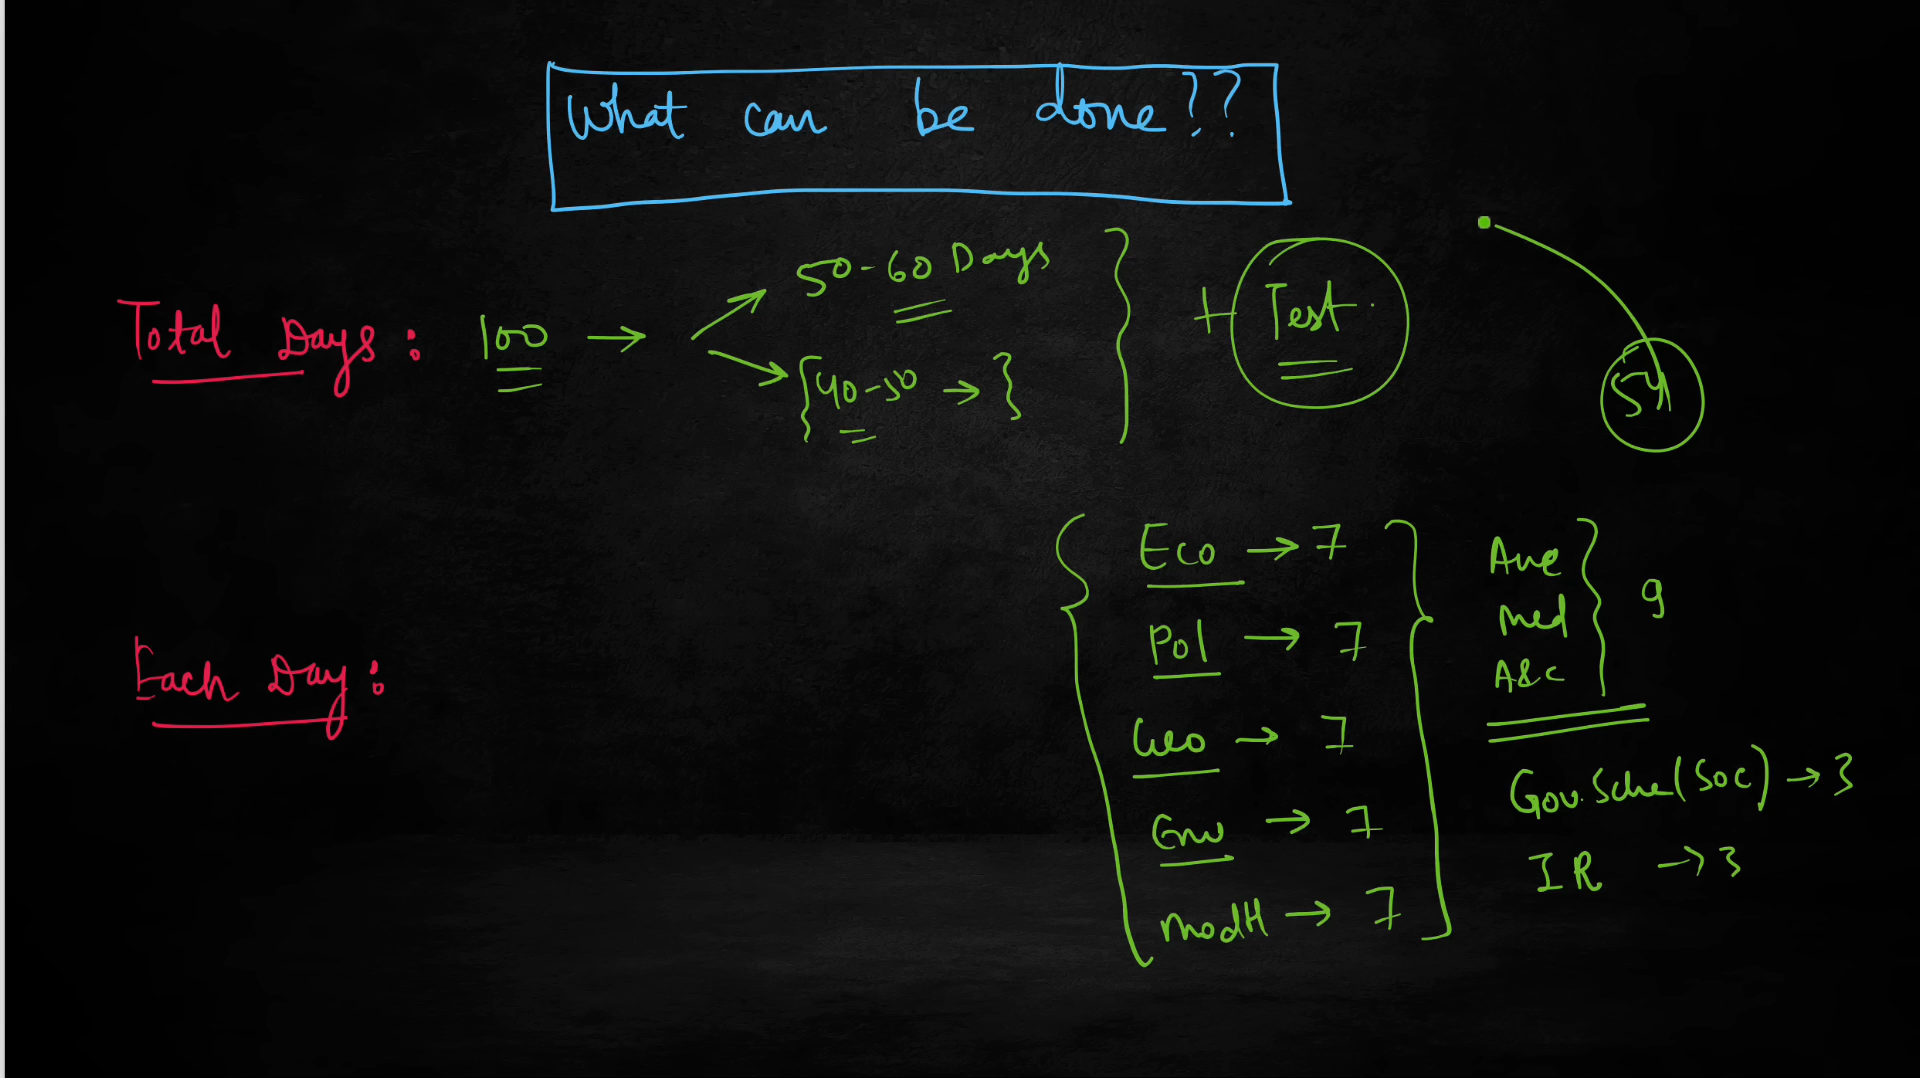 What can be done??
50-60 Days
Total Days: 100 → {40-50 → } + Test.
54
Eco → 7
Pol → 7
Geo → 7
Env → 7
ModH → 7
Anc
Med
A&C
9
Gov. Sche(Soc) → 3
IR → 3
Each Day: